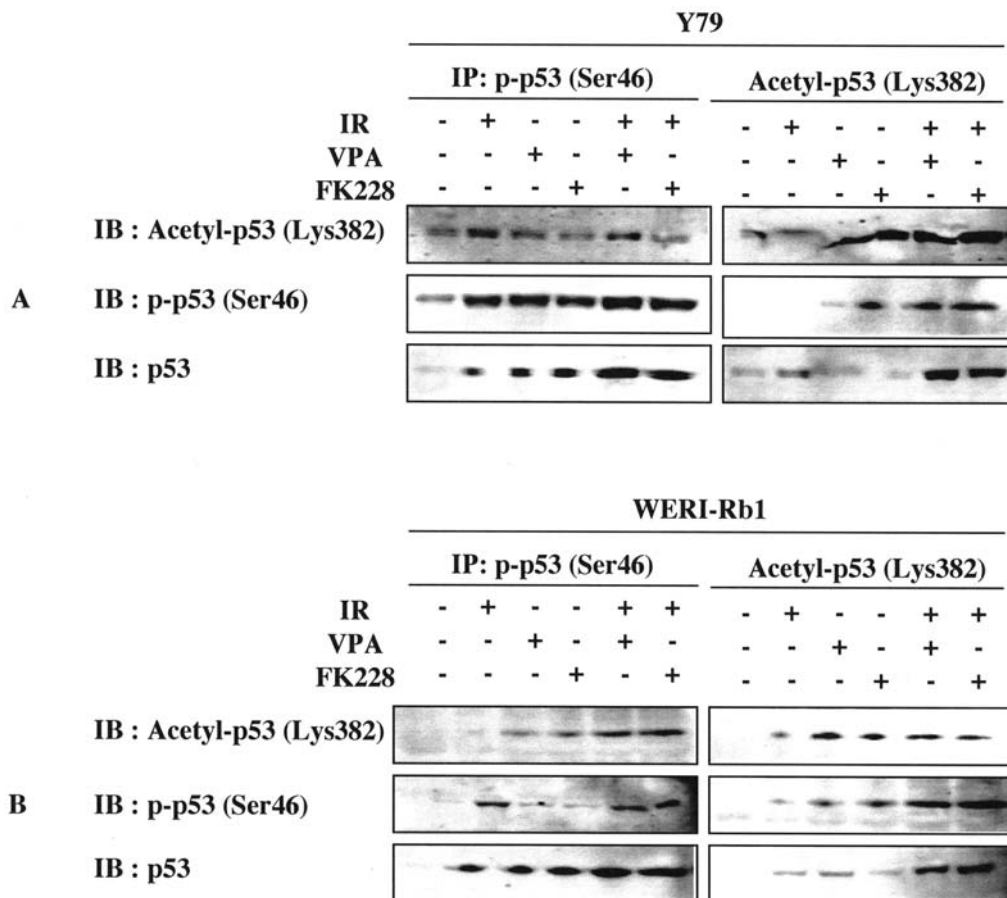 Y79
IP: p-p53 (Ser46) Acetyl-p53 (Lys382)
IR - + - - + + - + - - + +
VPA - - + - + - - - + - + -
FK228 - - - + - + - - - + - +
IB : Acetyl-p53 (Lys382)
A IB : p-p53 (Ser46)
IB : p53
WERI-Rb1
IP: p-p53 (Ser46) Acetyl-p53 (Lys382)
IR - + - - + + - + - - + +
VPA - - + - + - - - + - + -
FK228 - - - + - + - - - + - +
IB : Acetyl-p53 (Lys382)
B IB : p-p53 (Ser46)
IB : p53